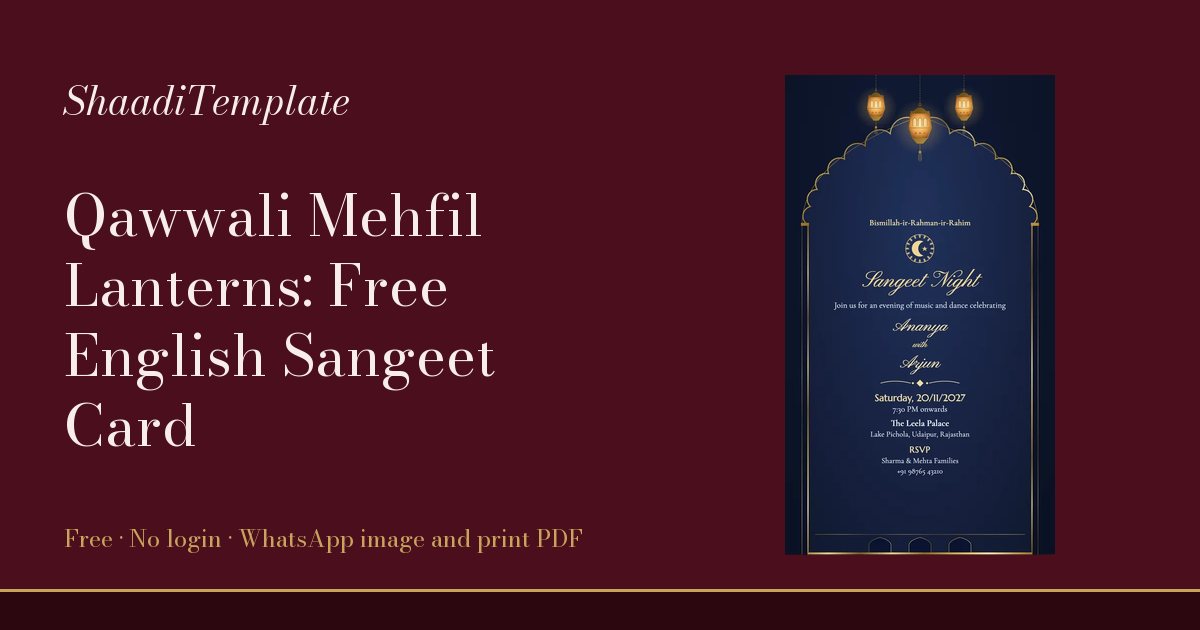 ShaadiTemplate
Qawwali Mehfil
Lanterns: Free
English Sangeet
Card
Free · No login · WhatsApp image and print PDF
Bismillah-ir-Rahman-ir-Rahim
Sangeet Night
Join us for an evening of music and dance celebrating
Ananya
with
Arjun
Saturday, 20/11/2027
7:30 PM onwards
The Leela Palace
Lake Pichola, Udaipur, Rajasthan
RSVP
Sharma & Mehta Families
+91 98765 43210